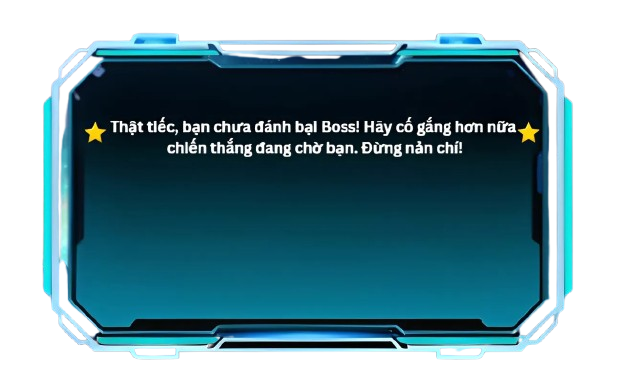 Thật tiếc, bạn chưa đánh bại Boss! Hãy cố gắng hơn nữa
chiến thắng đang chờ bạn. Đừng nản chí!